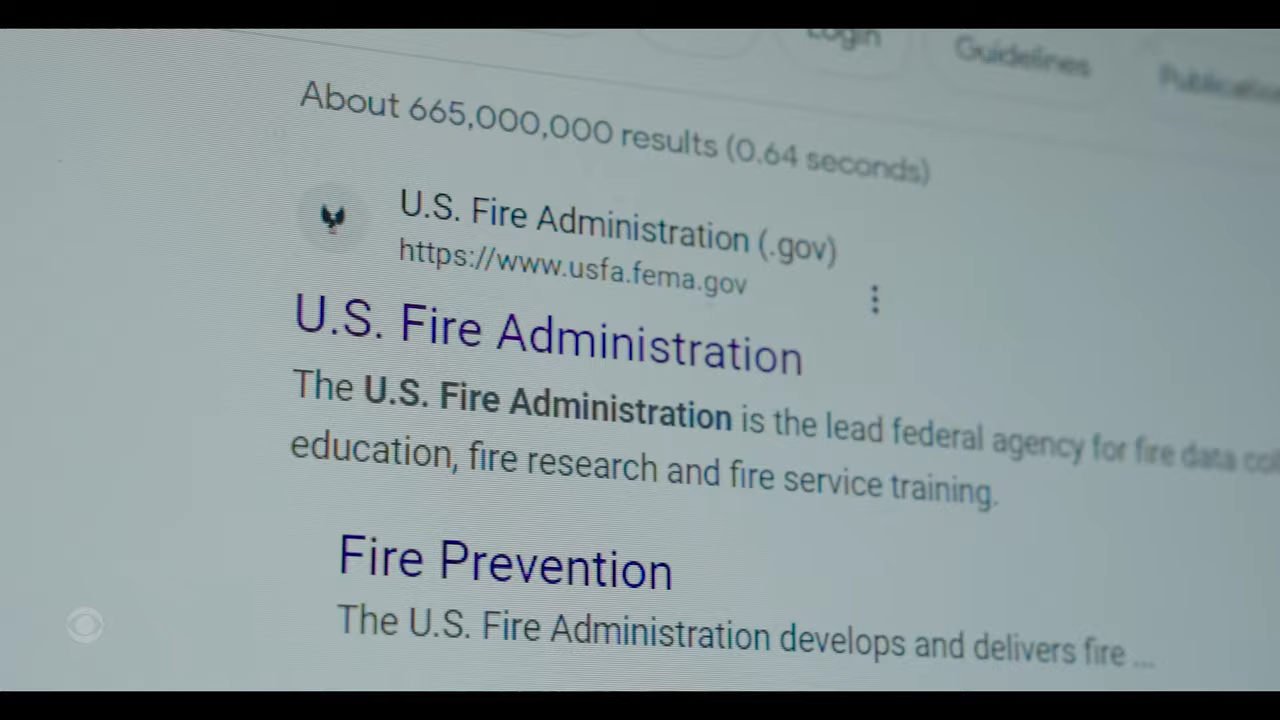 Login Guidelines
About 665,000,000 results (0.64 seconds)
U.S. Fire Administration (.gov)
https://www.usfa.fema.gov
U.S. Fire Administration
The U.S. Fire Administration is the lead federal agency for fire data
education, fire research and fire service training.
Fire Prevention
The U.S. Fire Administration develops and delivers fire ...